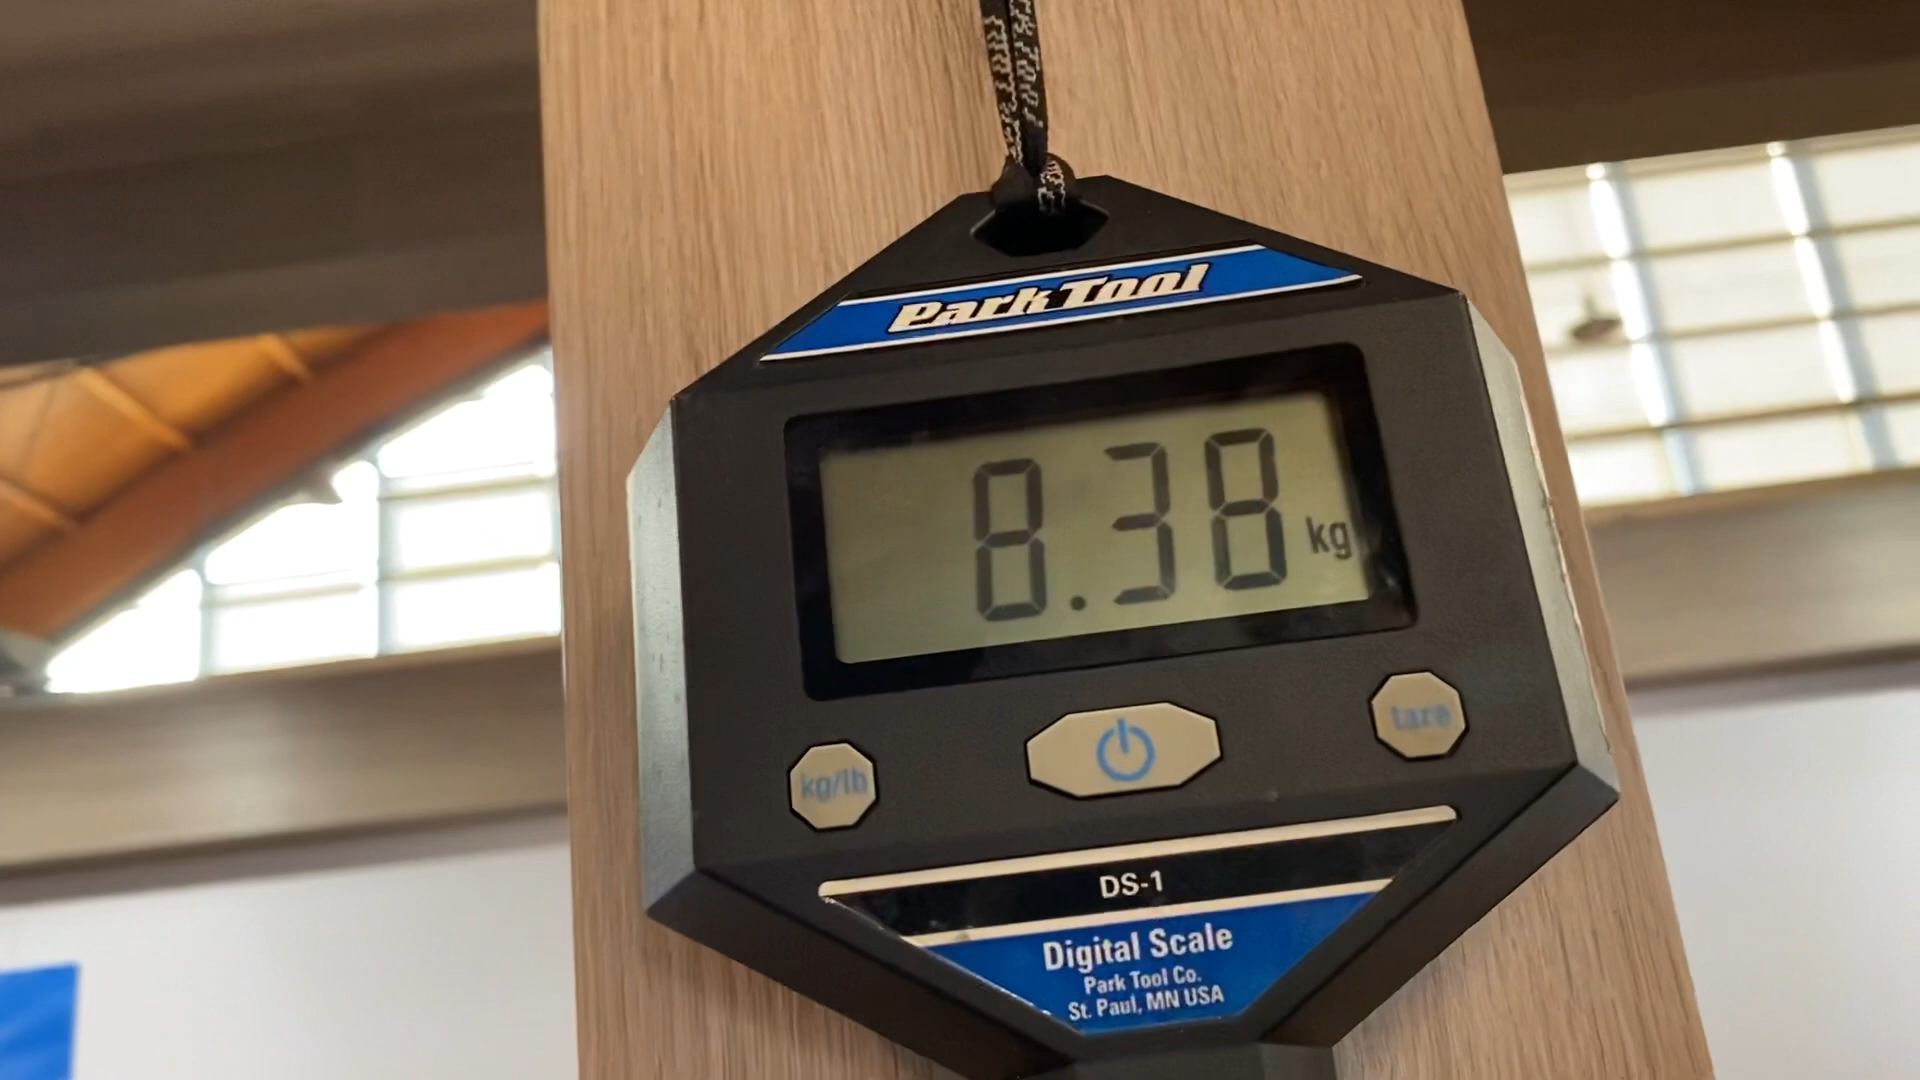 Park Tool
8.38 kg
kg/lb
tare
DS-1
Digital Scale
Park Tool Co.
St. Paul, MN USA